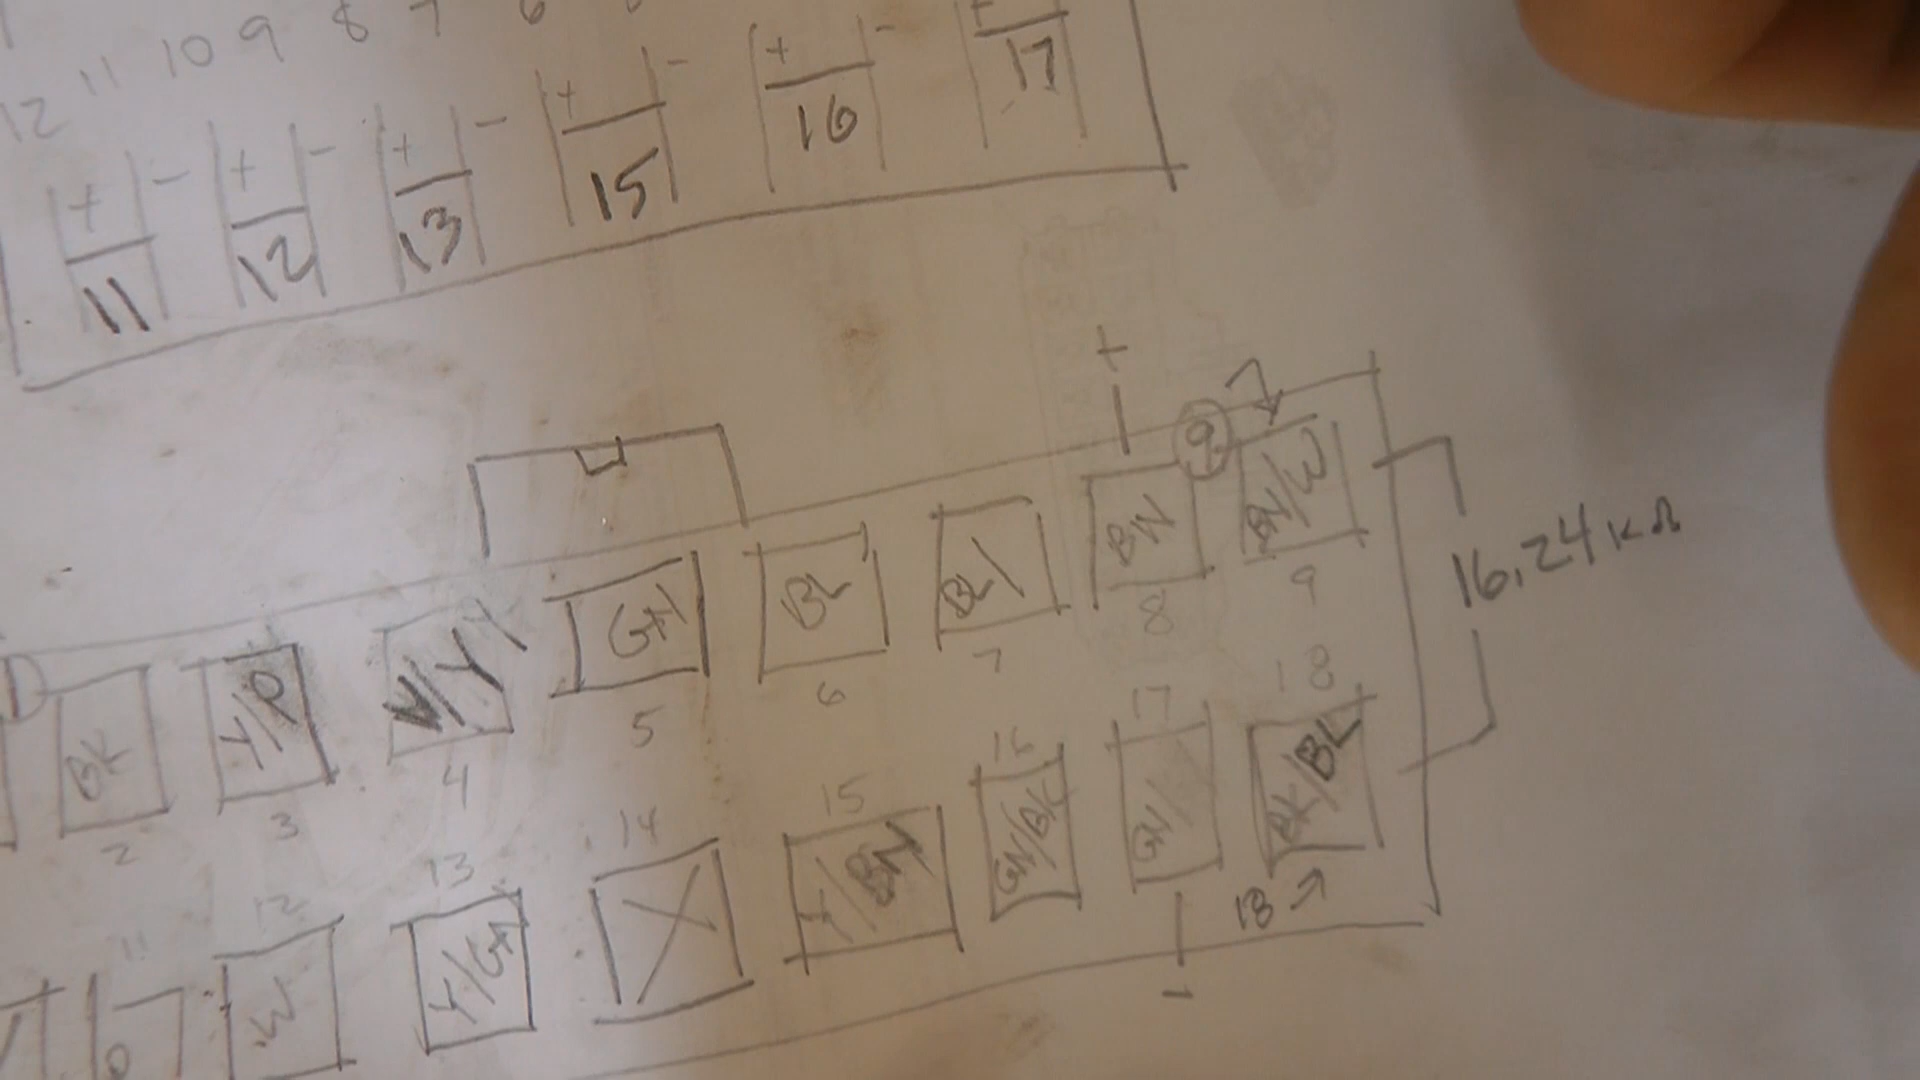 12 11 10 9 8 7 6
+ - + - + - + - + - +
11 12 13 15 16 17
+
9
BK Y/P W/Y GN BL BL/ BN BN/W
2 3 4 5 6 7 8 9
16.24 KΩ
11 12 13 14 15 16 17 18
W Y/GN X Y/BN GN/BK GN/ BK/BL
18 →
-